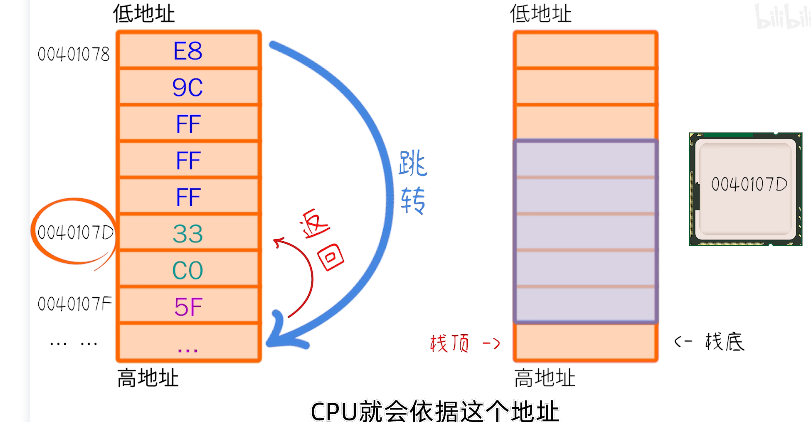 低地址
低地址
bilibili
00401078
E8
9C
FF
FF
FF
跳转
0040107D
0040107D
33
返回
C0
0040107F
5F
... ...
...
栈顶 ->
<- 栈底
高地址
高地址
CPU就会依据这个地址